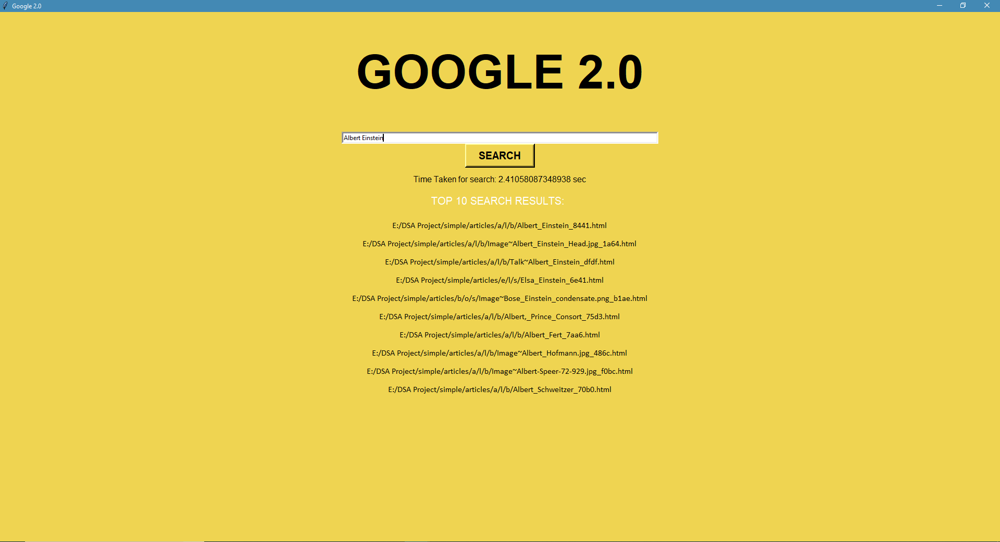 Google 2.0
GOOGLE 2.0
Albert Einstein
SEARCH
Time Taken for search: 2.41058087348938 sec
TOP 10 SEARCH RESULTS:
E:/DSA Project/simple/articles/a/l/b/Albert_Einstein_8441.html
E:/DSA Project/simple/articles/a/l/b/Image~Albert_Einstein_Head.jpg_1a64.html
E:/DSA Project/simple/articles/a/l/b/Talk~Albert_Einstein_dfdf.html
E:/DSA Project/simple/articles/e/l/s/Elsa_Einstein_6e41.html
E:/DSA Project/simple/articles/b/o/s/Image~Bose_Einstein_condensate.png_b1ae.html
E:/DSA Project/simple/articles/a/l/b/Albert,_Prince_Consort_75d3.html
E:/DSA Project/simple/articles/a/l/b/Albert_Fert_7aa6.html
E:/DSA Project/simple/articles/a/l/b/Image~Albert_Hofmann.jpg_486c.html
E:/DSA Project/simple/articles/a/l/b/Image~Albert-Speer-72-929.jpg_f0bc.html
E:/DSA Project/simple/articles/a/l/b/Albert_Schweitzer_70b0.html